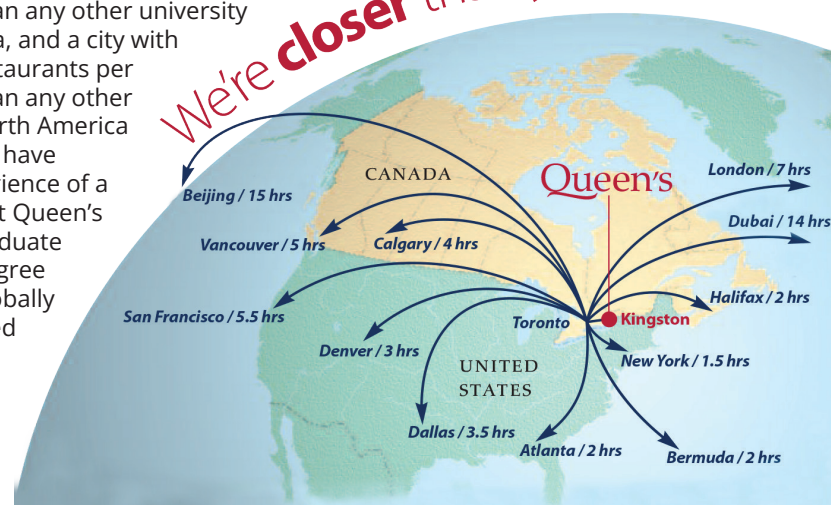 an any other university
a, and a city with
taurants per
an any other
rth America
have
rience of a
t Queen's
duate
gree
obally
ed
We're closer
CANADA
Queen's
London / 7 hrs
Beijing / 15 hrs
Dubai / 14 hrs
Vancouver / 5 hrs
Calgary / 4 hrs
Halifax / 2 hrs
San Francisco / 5.5 hrs
Toronto
Kingston
Denver / 3 hrs
New York / 1.5 hrs
UNITED
STATES
Dallas / 3.5 hrs
Atlanta / 2 hrs
Bermuda / 2 hrs